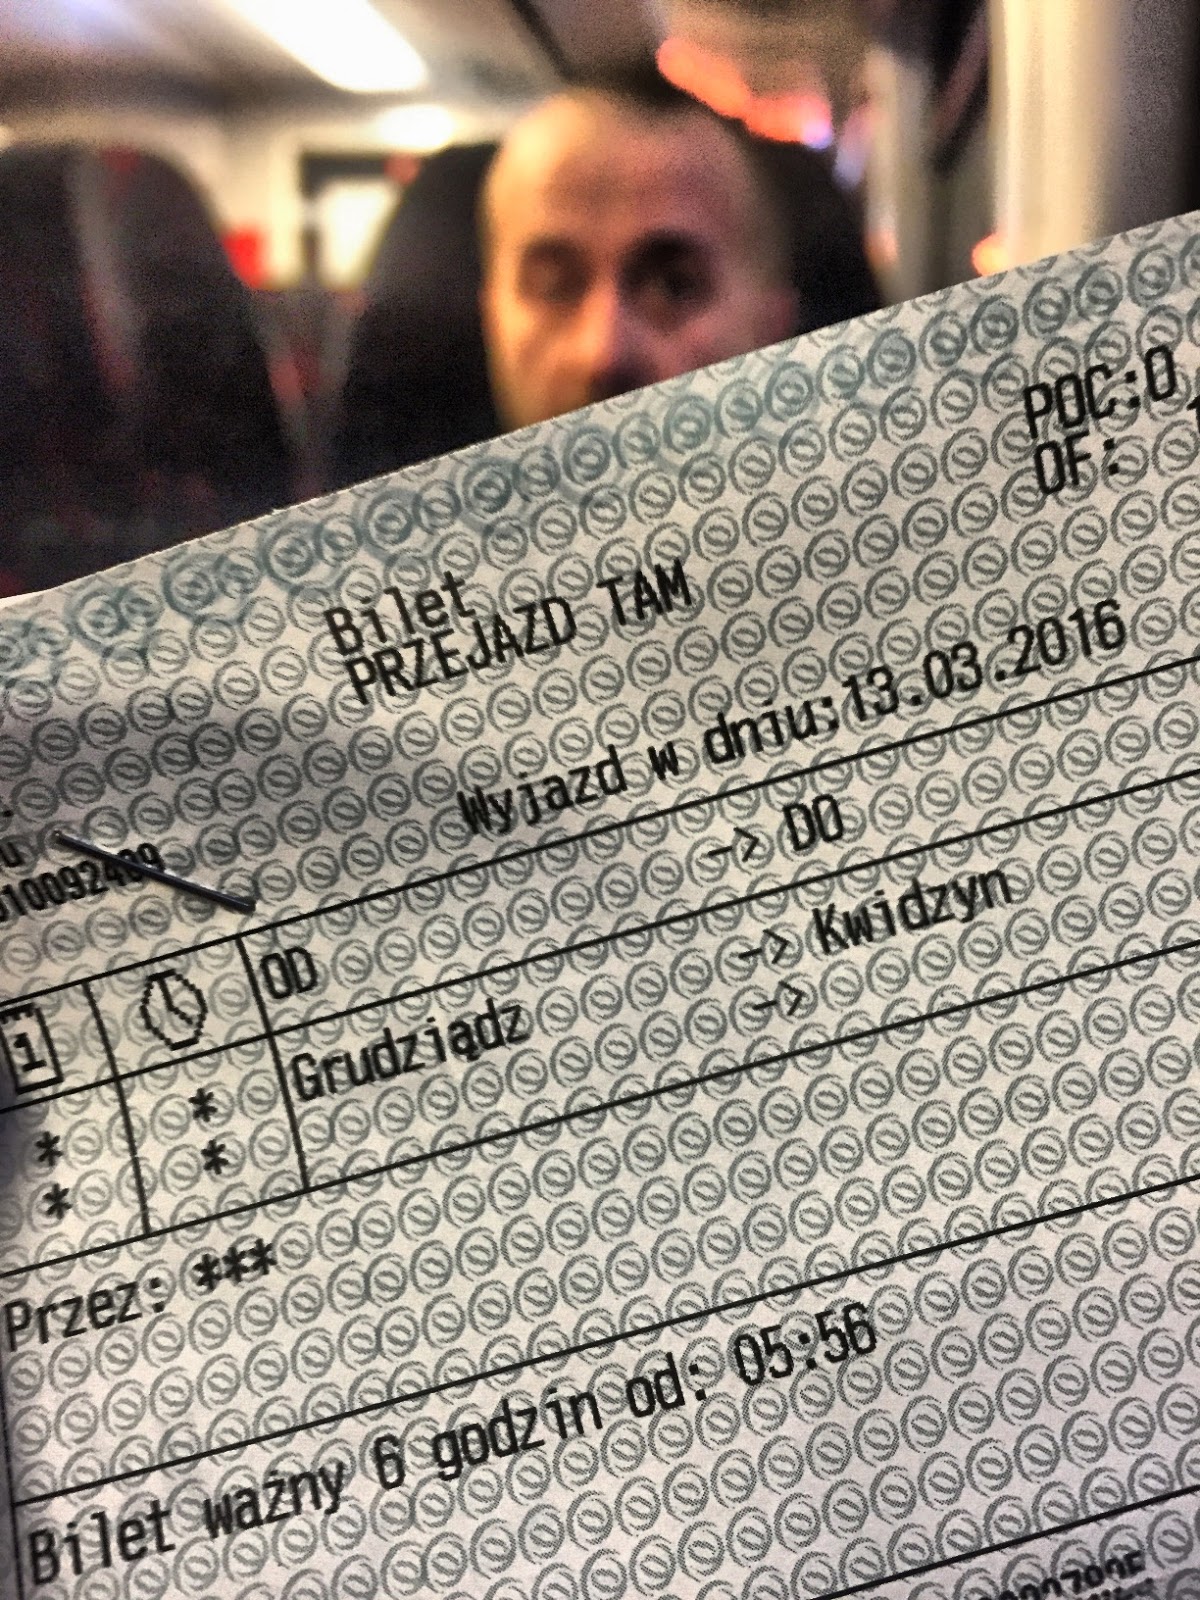 POC:O
OF:
Bilet
PRZEJAZD TAM
Wyjazd w dniu:13.03.2016
OD -> DO
1
* * Grudziądz -> Kwidzyn
* * ->
Przez: ***
Bilet ważny 6 godzin od: 05:56